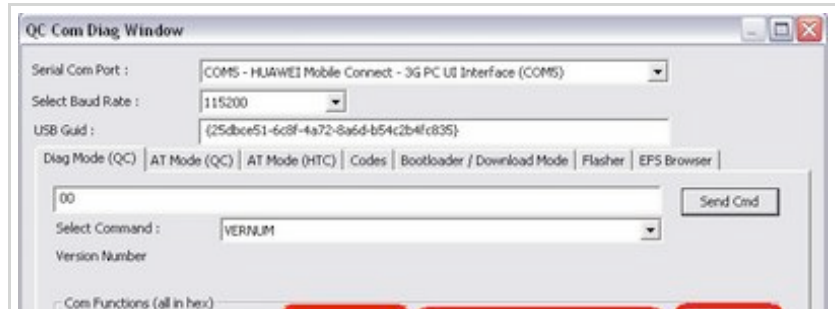 QC Com Diag Window
Serial Com Port : COM5 - HUAWEI Mobile Connect - 3G PC UI Interface (COM5)
Select Baud Rate : 115200
USB Guid : {25dbce51-6c8f-4a72-8a6d-b54c2b4fc835}
Diag Mode (QC) AT Mode (QC) AT Mode (HTC) Codes Bootloader / Download Mode Flasher EFS Browser
00 Send Cmd
Select Command : VERNUM
Version Number
Com Functions (all in hex)